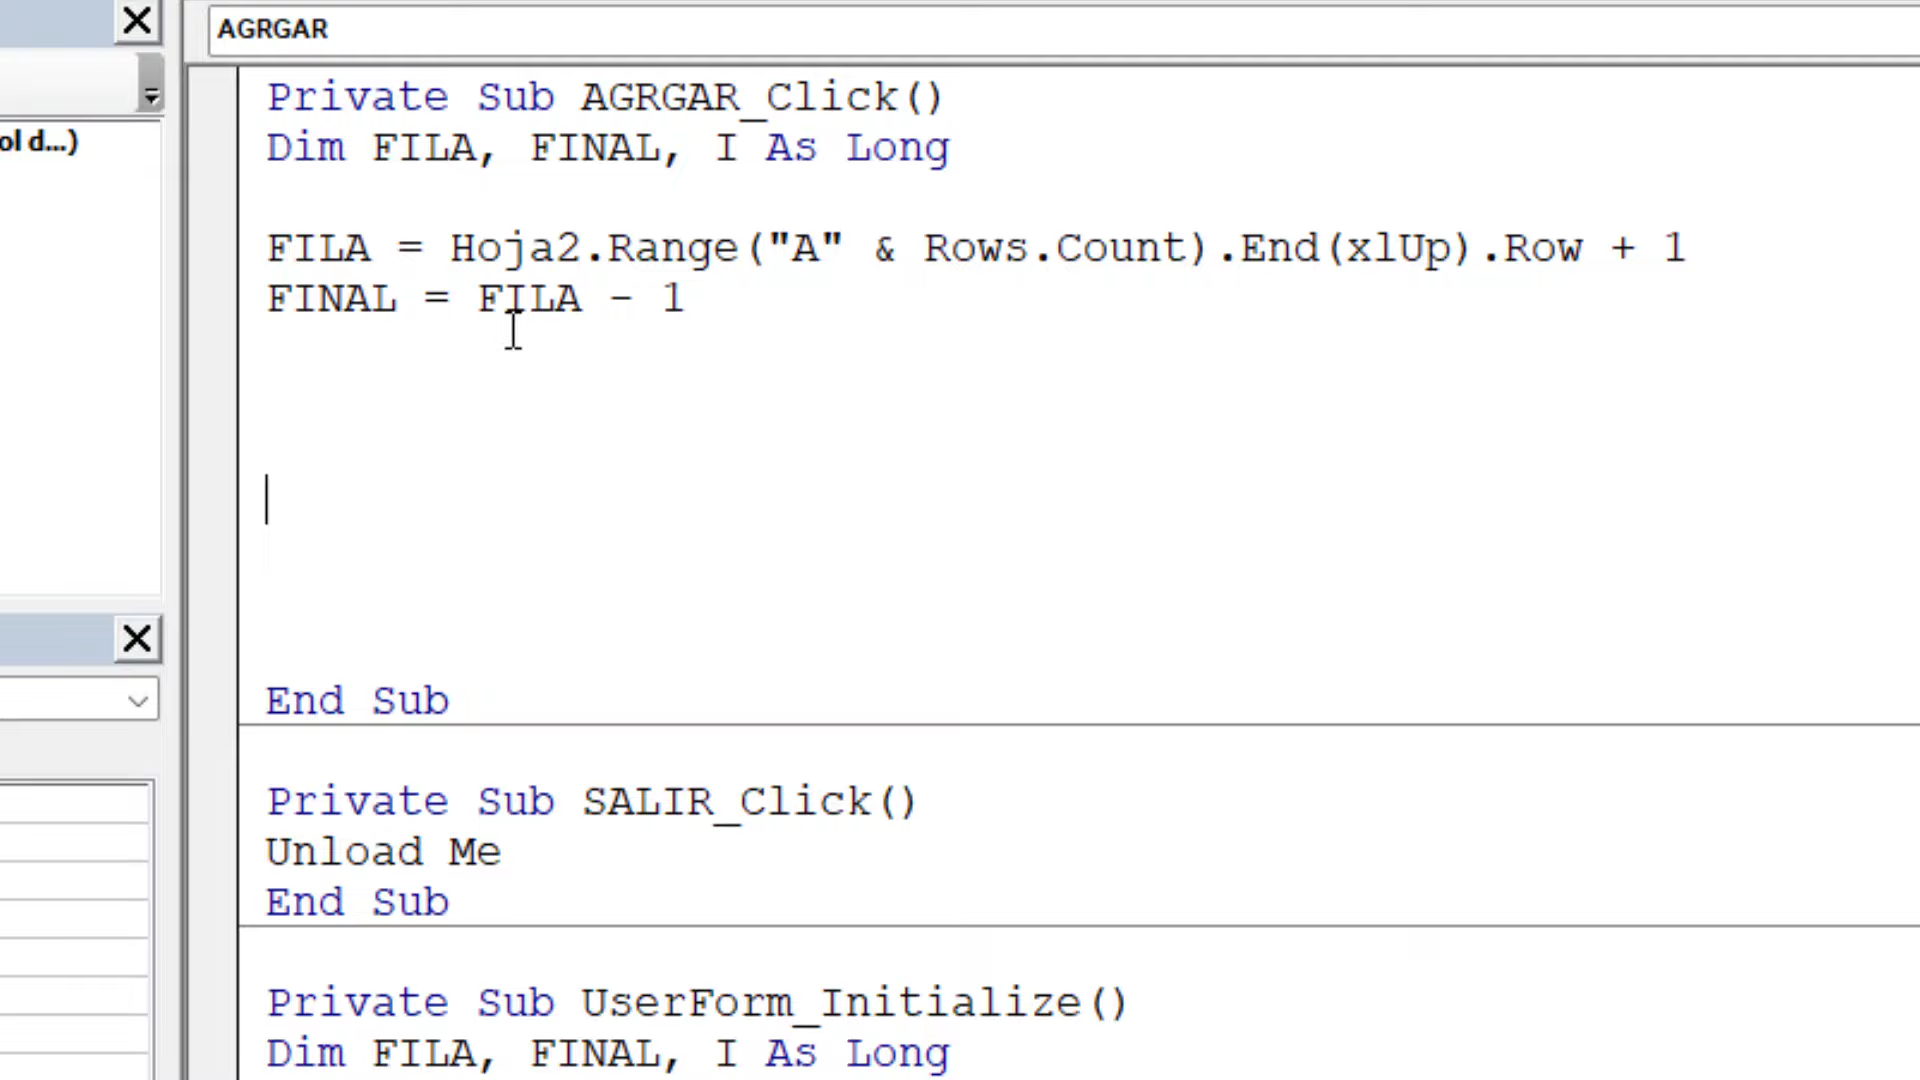 AGRGAR
ol d...)
Private Sub AGRGAR_Click()
Dim FILA, FINAL, I As Long
FILA = Hoja2.Range("A" & Rows.Count).End(xlUp).Row + 1
FINAL = FILA - 1
End Sub
Private Sub SALIR_Click()
Unload Me
End Sub
Private Sub UserForm_Initialize()
Dim FILA, FINAL, I As Long